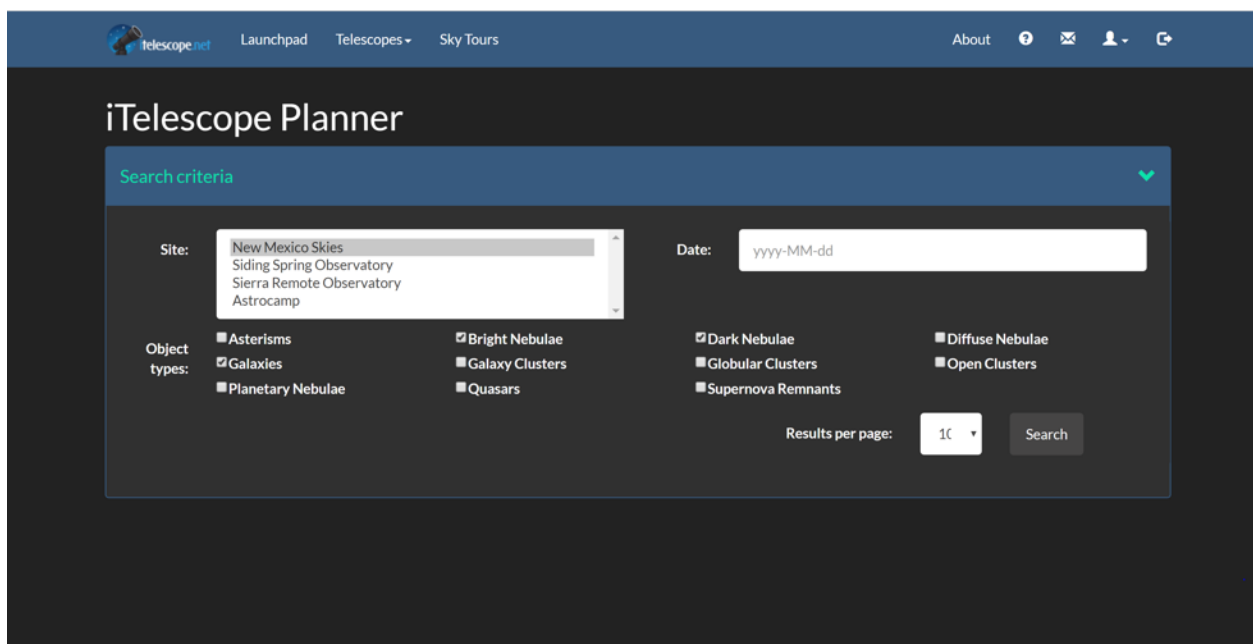 itelescope.net Launchpad Telescopes Sky Tours About
iTelescope Planner
Search criteria
Site:
New Mexico Skies
Siding Spring Observatory
Sierra Remote Observatory
Astrocamp
Date:
yyyy-MM-dd
Object types:
Asterisms Bright Nebulae Dark Nebulae Diffuse Nebulae
Galaxies Galaxy Clusters Globular Clusters Open Clusters
Planetary Nebulae Quasars Supernova Remnants
Results per page: 10 Search